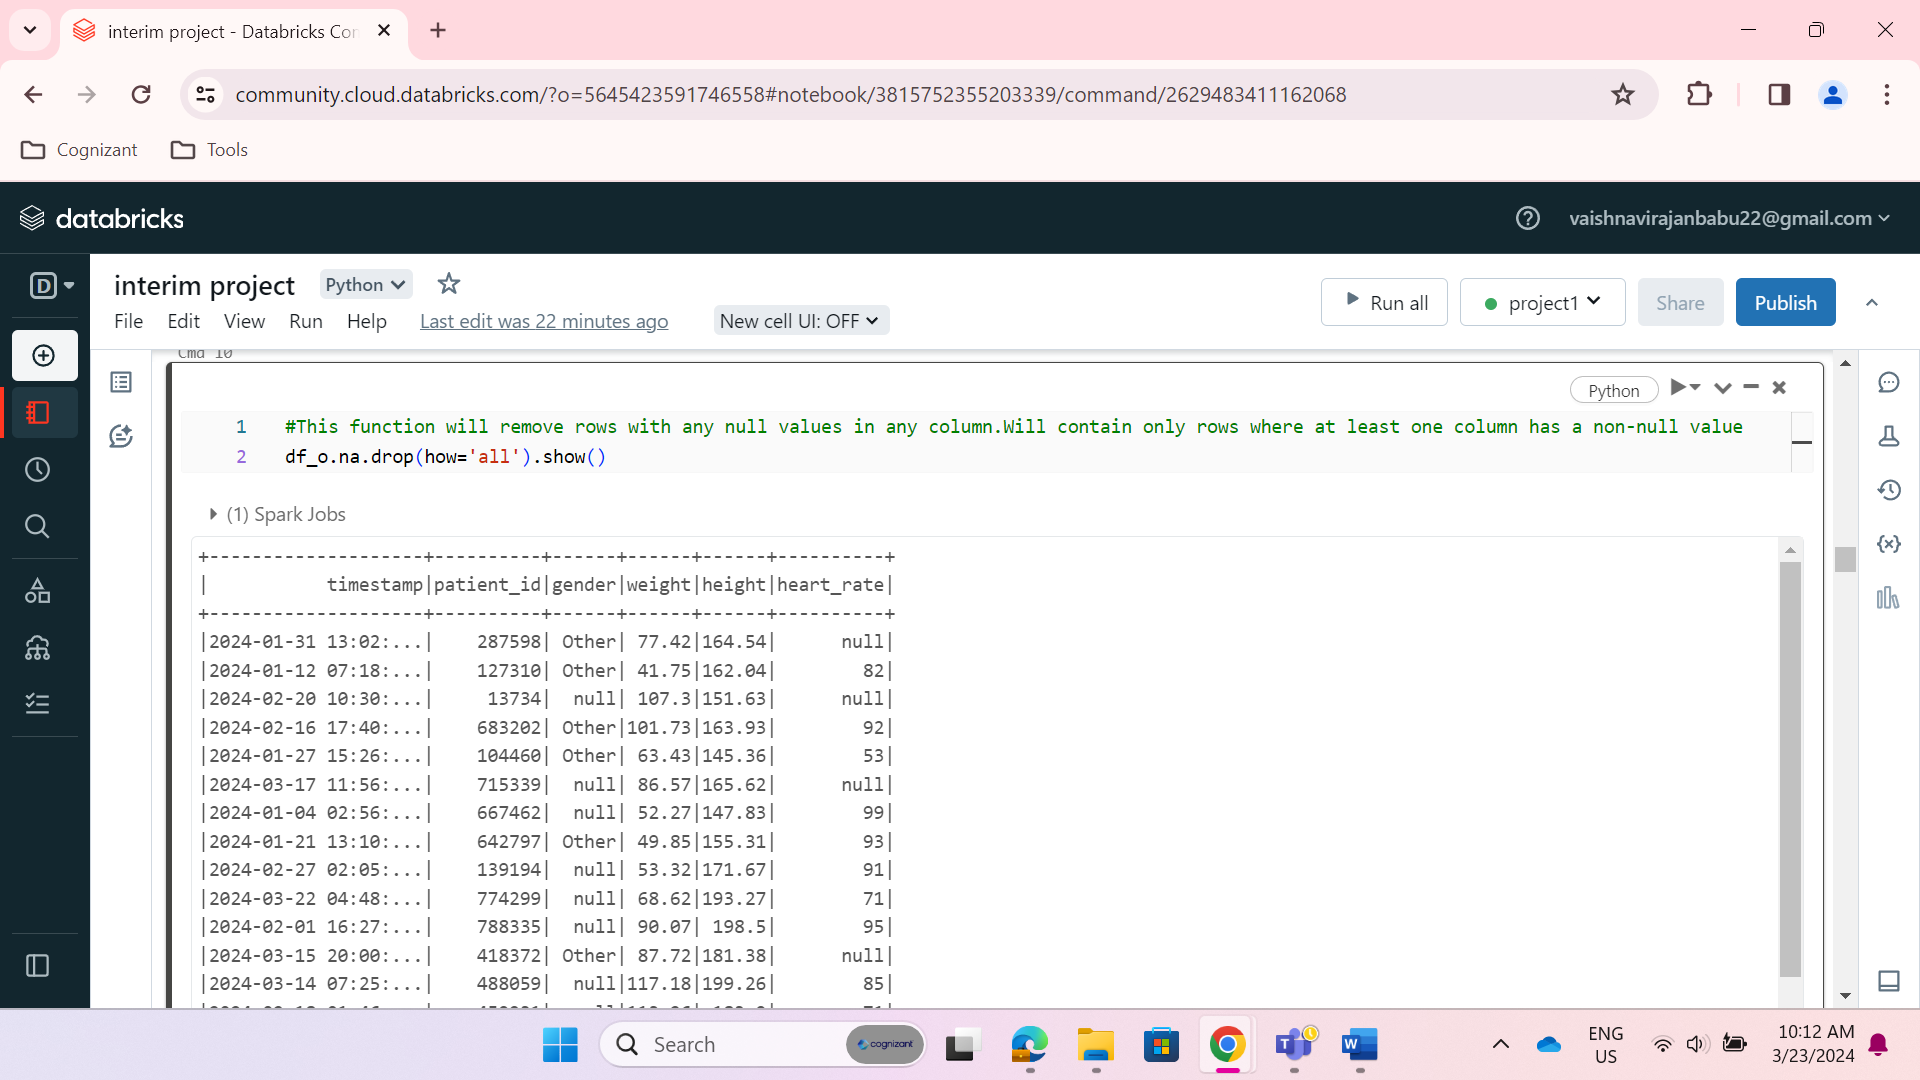 interim project - Databricks Co
community.cloud.databricks.com/?o=5645423591746558#notebook/3815752355203339/command/2629483411162068
Cognizant Tools
databricks
vaishnavirajanbabu22@gmail.com
D
interim project Python
Run all project1 Share Publish
File Edit View Run Help Last edit was 22 minutes ago New cell UI: OFF
Cmd 10
Python
1 #This function will remove rows with any null values in any column.Will contain only rows where at least one column has a non-null value
2 df_o.na.drop(how='all').show()
(1) Spark Jobs
+--------------------+----------+------+------+------+----------+
|           timestamp|patient_id|gender|weight|height|heart_rate|
+--------------------+----------+------+------+------+----------+
|2024-01-31 13:02:...|    287598| Other| 77.42|164.54|      null|
|2024-01-12 07:18:...|    127310| Other| 41.75|162.04|        82|
|2024-02-20 10:30:...|     13734|  null| 107.3|151.63|      null|
|2024-02-16 17:40:...|    683202| Other|101.73|163.93|        92|
|2024-01-27 15:26:...|    104460| Other| 63.43|145.36|        53|
|2024-03-17 11:56:...|    715339|  null| 86.57|165.62|      null|
|2024-01-04 02:56:...|    667462|  null| 52.27|147.83|        99|
|2024-01-21 13:10:...|    642797| Other| 49.85|155.31|        93|
|2024-02-27 02:05:...|    139194|  null| 53.32|171.67|        91|
|2024-03-22 04:48:...|    774299|  null| 68.62|193.27|        71|
|2024-02-01 16:27:...|    788335|  null| 90.07| 198.5|        95|
|2024-03-15 20:00:...|    418372| Other| 87.72|181.38|      null|
|2024-03-14 07:25:...|    488059|  null|117.18|199.26|        85|
Search cognizant
ENG
US
10:12 AM
3/23/2024